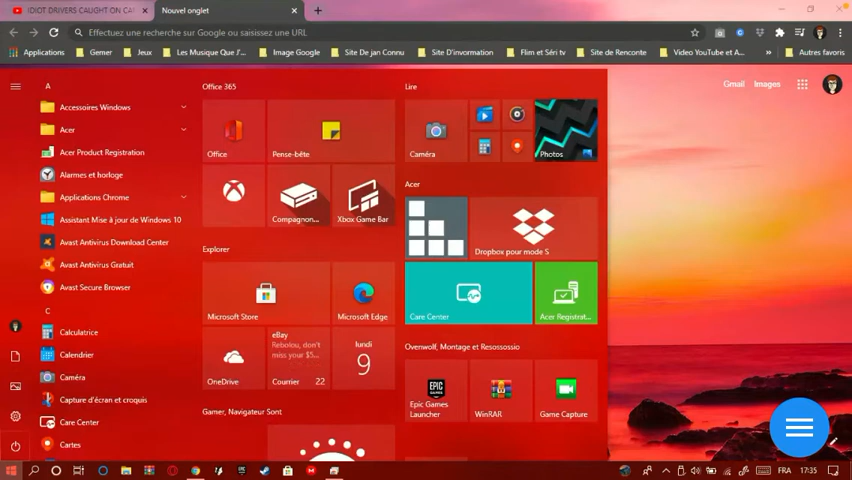 IDIOT DRIVERS CAUGHT ON CA
Nouvel onglet
Effectuez une recherche sur Google ou saisissez une URL
Applications
Gemer
Jeux
Les Musique Que J'...
Image Google
Site De jan Connu
Site D'invormation
Flim et Séri tv
Site de Renconte
Video YouTube et A...
»
Autres favoris
Gmail
Images
A
Accessoires Windows
Acer
Acer Product Registration
Alarmes et horloge
Applications Chrome
Assistant Mise à jour de Windows 10
Avast Antivirus Download Center
Avast Antivirus Gratuit
Avast Secure Browser
C
Calculatrice
Calendrier
Caméra
Capture d'écran et croquis
Care Center
Cartes
Office 365
Office
Pense-bête
Compagnon...
Xbox Game Bar
Explorer
Microsoft Store
Microsoft Edge
OneDrive
eBay
Rebolou, don't
miss your $5...
Courrier 22
lundi
9
Gamer, Navigateur Sont
Lire
Caméra
Photos
Acer
Dropbox pour mode S
Care Center
Acer Registrat...
Ovenwolf, Montage et Resossosio
Epic Games
Launcher
WinRAR
Game Capture
FRA
17:35